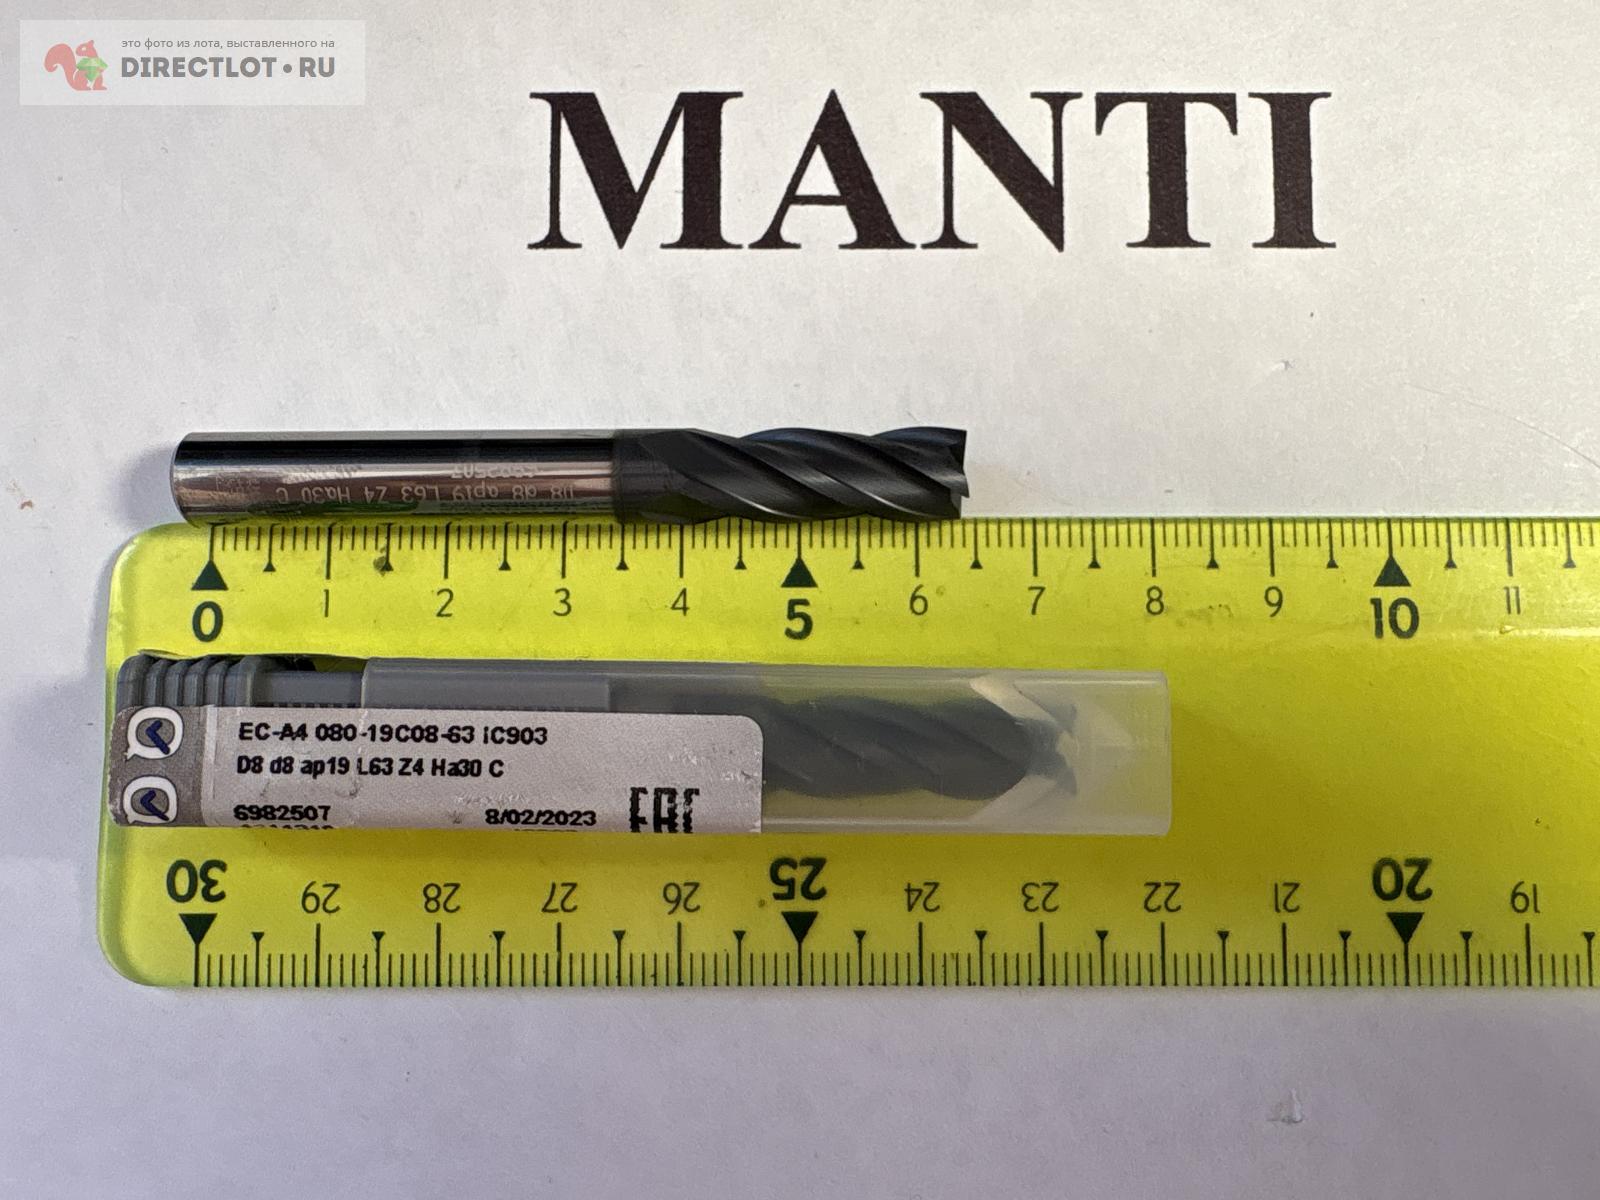 это фото из лота, выставленного на
DIRECTLOT•RU
MANTI
6982507
D8 d8 ap19 L63 Z4 Ha30 C
0 1 2 3 4 5 6 7 8 9 10 11
EC-A4 080-19C08-63 IC903
D8 d8 ap19 L63 Z4 Ha30 C
6982507 8/02/2023 EAC
30 29 28 27 26 25 24 23 22 21 20 19